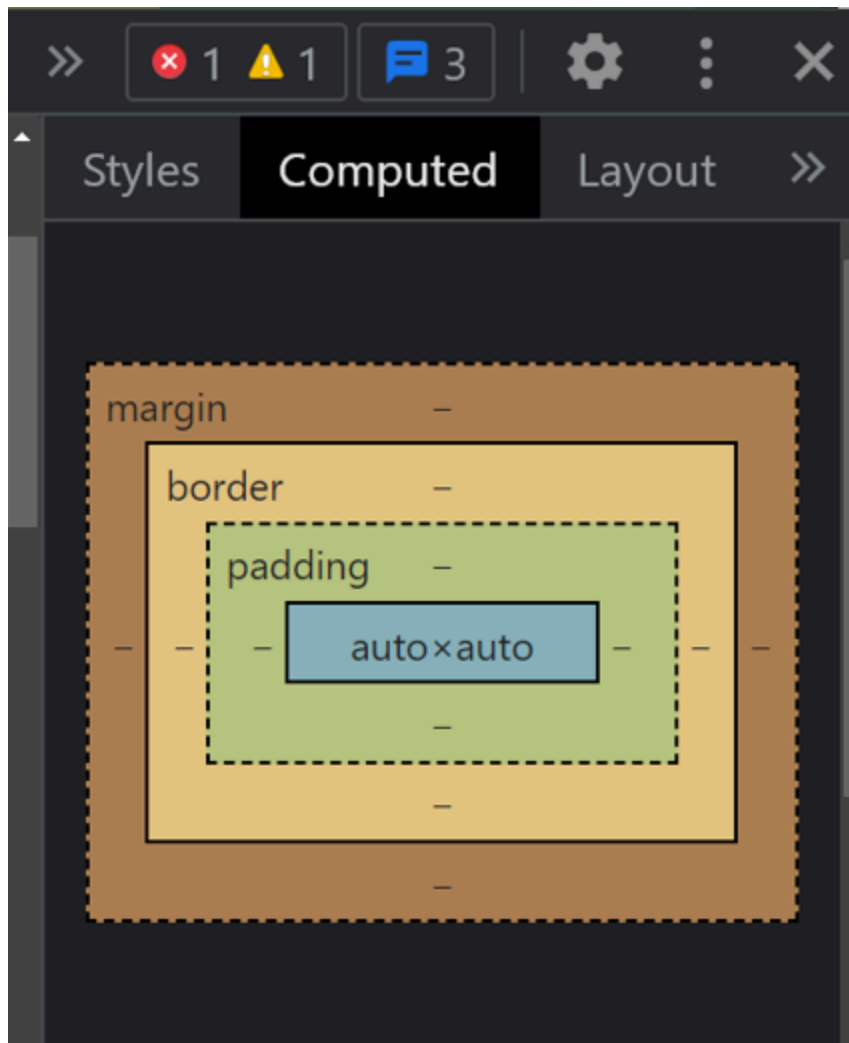 1 1 3
Styles Computed Layout
margin –
border –
padding –
– – – auto×auto – – –
–
–
–